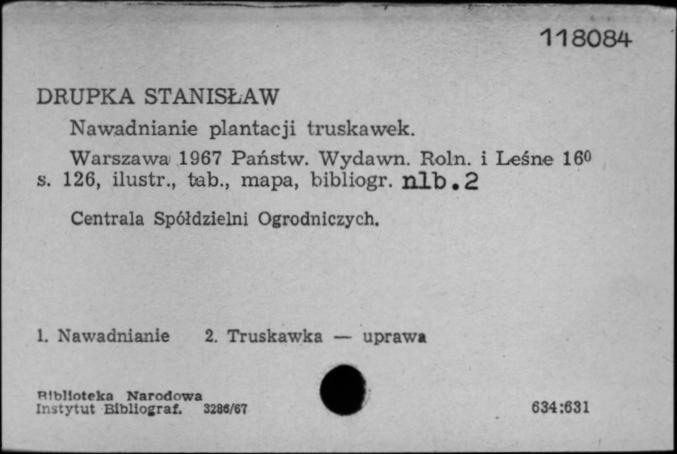 118084
DRUPKA STANISŁAW
Nawadnianie plantacji truskawek.
Warszawa 1967 Państw. Wydawn. Roln. i Leśne 16⁰
s. 126, ilustr., tab., mapa, bibliogr. nlb.2
Centrala Spółdzielni Ogrodniczych.
1. Nawadnianie 2. Truskawka — uprawa
Biblioteka Narodowa
Instytut Bibliograf. 3286/67
634:631